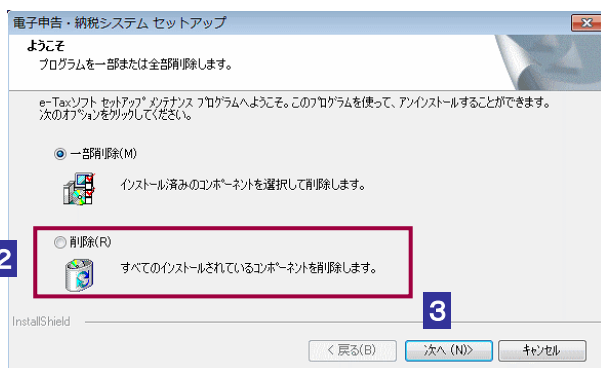 電子申告・納税システム セットアップ
ようこそ
プログラムを一部または全部削除します。
e-Taxソフト セットアップ メンテナンス プログラムへようこそ。このプログラムを使って、アンインストールすることができます。
次のオプションをクリックしてください。
一部削除(M)
インストール済みのコンポーネントを選択して削除します。
2
削除(R)
すべてのインストールされているコンポーネントを削除します。
3
InstallShield
< 戻る(B)
次へ (N)>
キャンセル